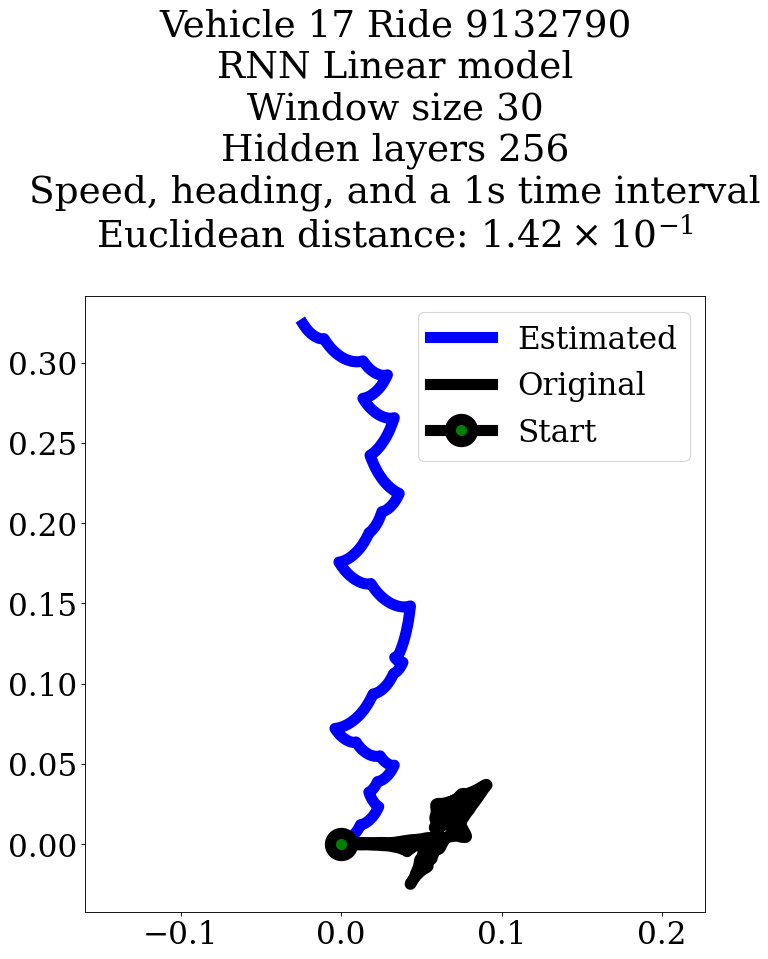 Vehicle 17 Ride 9132790
RNN Linear model
Window size 30
Hidden layers 256
Speed, heading, and a 1s time interval
Euclidean distance: 1.42 × 10⁻¹
Estimated
Original
Start
0.30
0.25
0.20
0.15
0.10
0.05
0.00
−0.1 0.0 0.1 0.2